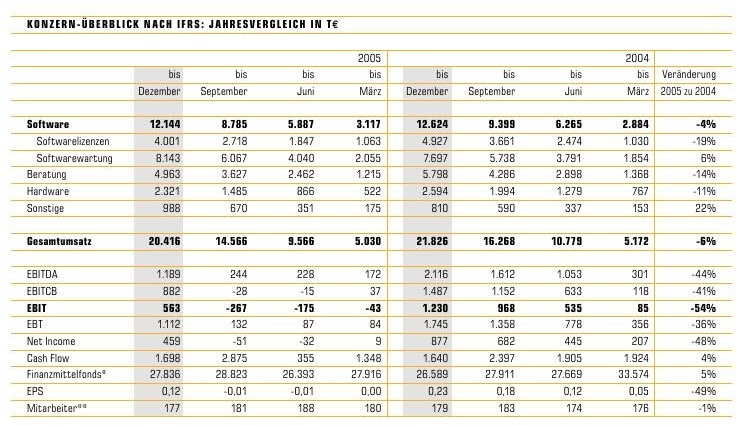 KONZERN-ÜBERBLICK NACH IFRS: JAHRESVERGLEICH IN T€
2005 2004
bis bis bis bis bis bis bis bis Veränderung
Dezember September Juni März Dezember September Juni März 2005 zu 2004
Software 12.144 8.785 5.887 3.117 12.624 9.399 6.265 2.884 -4%
Softwarelizenzen 4.001 2.718 1.847 1.063 4.927 3.661 2.474 1.030 -19%
Softwarewartung 8.143 6.067 4.040 2.055 7.697 5.738 3.791 1.854 6%
Beratung 4.963 3.627 2.462 1.215 5.798 4.286 2.898 1.368 -14%
Hardware 2.321 1.485 866 522 2.594 1.994 1.279 767 -11%
Sonstige 988 670 351 175 810 590 337 153 22%
Gesamtumsatz 20.416 14.566 9.566 5.030 21.826 16.268 10.779 5.172 -6%
EBITDA 1.189 244 228 172 2.116 1.612 1.053 301 -44%
EBITCB 882 -28 -15 37 1.487 1.152 633 118 -41%
EBIT 563 -267 -175 -43 1.230 968 535 85 -54%
EBT 1.112 132 87 84 1.745 1.358 778 356 -36%
Net Income 459 -51 -32 9 877 682 445 207 -48%
Cash Flow 1.698 2.875 355 1.348 1.640 2.397 1.905 1.924 4%
Finanzmittelfonds* 27.836 28.823 26.393 27.916 26.589 27.911 27.669 33.574 5%
EPS 0,12 -0,01 -0,01 0,00 0,23 0,18 0,12 0,05 -49%
Mitarbeiter** 177 181 188 180 179 183 174 176 -1%